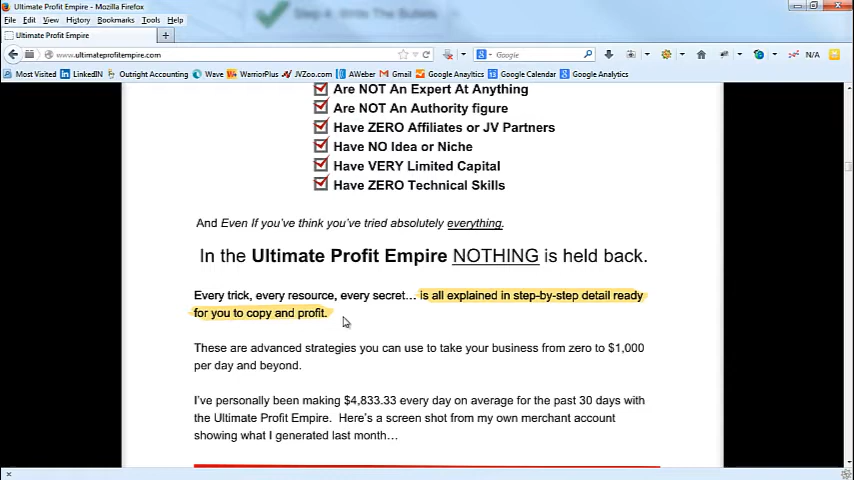 Ultimate Profit Empire - Mozilla Firefox
Step 4: Write The Bullets
File Edit View History Bookmarks Tools Help
Ultimate Profit Empire
www.ultimateprofitempire.com
Google
N/A
Most Visited LinkedIN Outright Accounting Wave WarriorPlus JVZoo.com AWeber Gmail Google Analytics Google Calendar Google Analytics
Are NOT An Expert At Anything
Are NOT An Authority figure
Have ZERO Affiliates or JV Partners
Have NO Idea or Niche
Have VERY Limited Capital
Have ZERO Technical Skills
And Even If you've think you've tried absolutely everything.
In the Ultimate Profit Empire NOTHING is held back.
Every trick, every resource, every secret… is all explained in step-by-step detail ready
for you to copy and profit.
These are advanced strategies you can use to take your business from zero to $1,000
per day and beyond.
I've personally been making $4,833.33 every day on average for the past 30 days with
the Ultimate Profit Empire. Here's a screen shot from my own merchant account
showing what I generated last month…